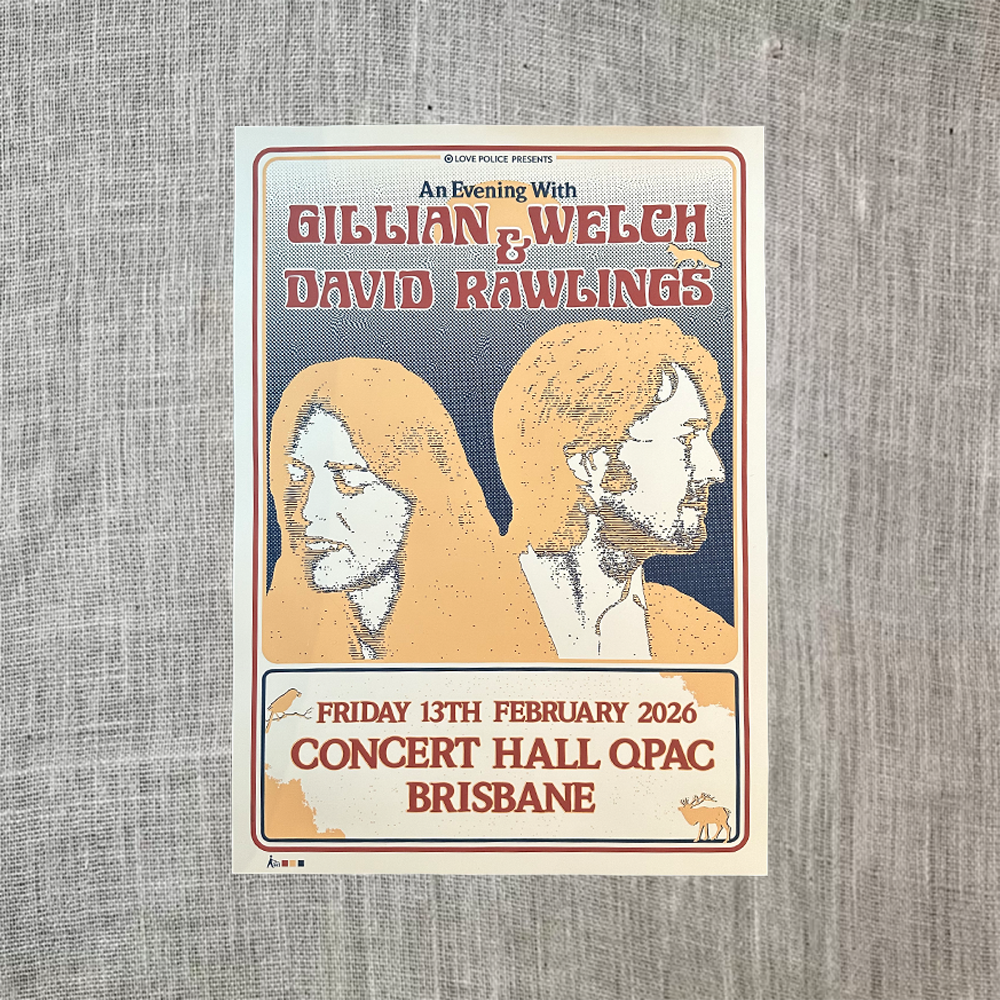 LOVE POLICE PRESENTS
An Evening With
GILLIAN WELCH
&
DAVID RAWLINGS
FRIDAY 13TH FEBRUARY 2026
CONCERT HALL QPAC
BRISBANE